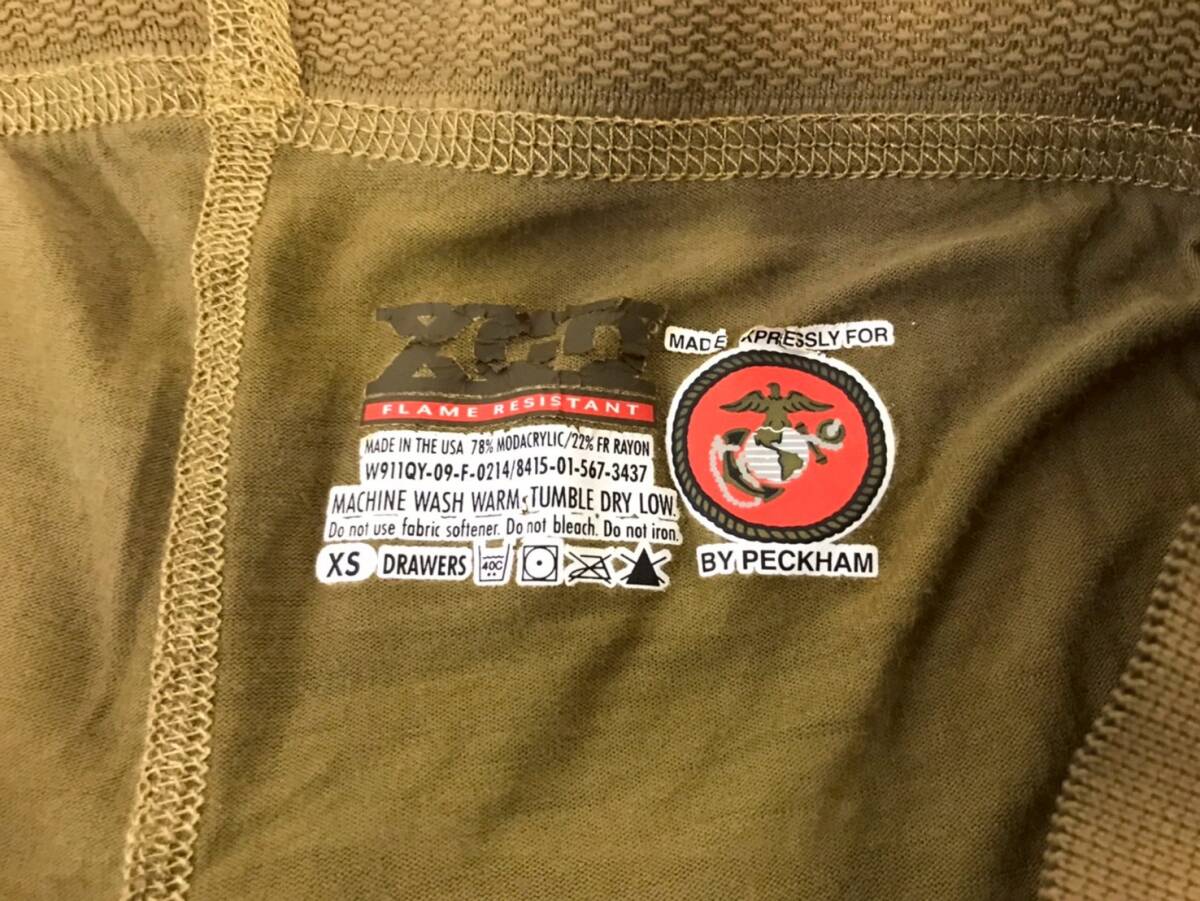 XGO
FLAME RESISTANT
MADE IN THE USA 78% MODACRYLIC/22% FR RAYON
W911QY-09-F-0214/8415-01-567-3437
MACHINE WASH WARM. TUMBLE DRY LOW.
Do not use fabric softener. Do not bleach. Do not iron.
XS DRAWERS 40C
MADE EXPRESSLY FOR
BY PECKHAM